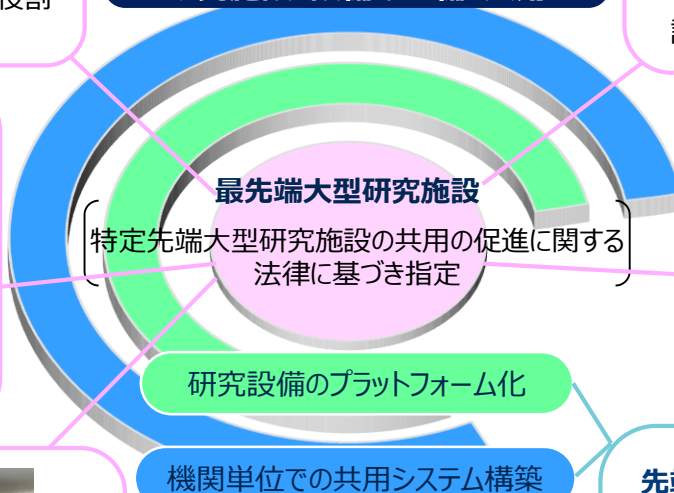 役割
最先端大型研究施設
特定先端大型研究施設の共用の促進に関する
法律に基づき指定
研究設備のプラットフォーム化
機関単位での共用システム構築
先